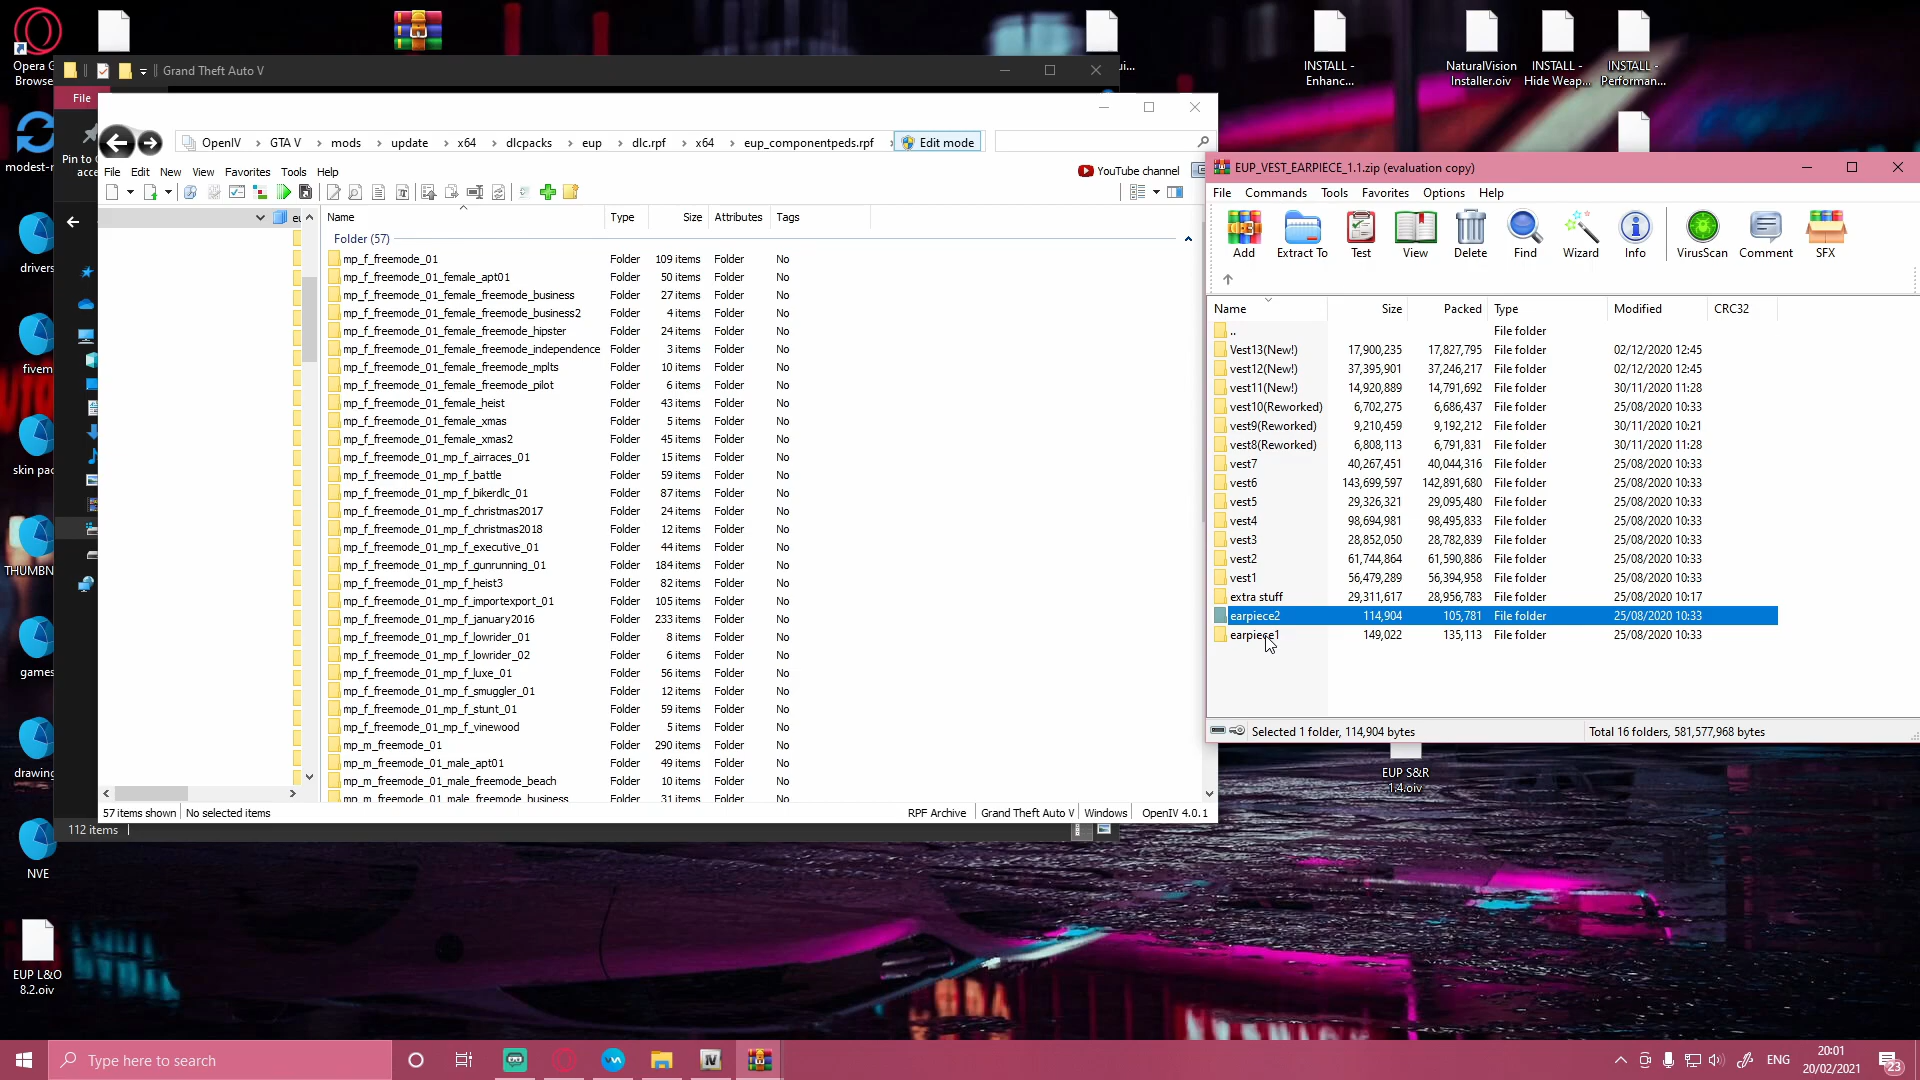 Opera G
Browse
modest-r
drivers
fivem
skin pac
THUMBN
games
drawing
NVE
EUP L&O
8.2.oiv
ui...
INSTALL -
Enhanc...
NaturalVision
Installer.oiv
INSTALL -
Hide Weap...
INSTALL -
Performan...
EUP S&R
1.4.oiv
Grand Theft Auto V
File
Pin to
acce
112 items
OpenIV
GTA V
mods
update
x64
dlcpacks
eup
dlc.rpf
x64
eup_componentpeds.rpf
Edit mode
File Edit New View Favorites Tools Help
YouTube channel
eu
Name Type Size Attributes Tags
Folder (57)
mp_f_freemode_01 Folder 109 items Folder No
mp_f_freemode_01_female_apt01 Folder 50 items Folder No
mp_f_freemode_01_female_freemode_business Folder 27 items Folder No
mp_f_freemode_01_female_freemode_business2 Folder 4 items Folder No
mp_f_freemode_01_female_freemode_hipster Folder 24 items Folder No
mp_f_freemode_01_female_freemode_independence Folder 3 items Folder No
mp_f_freemode_01_female_freemode_mplts Folder 10 items Folder No
mp_f_freemode_01_female_freemode_pilot Folder 6 items Folder No
mp_f_freemode_01_female_heist Folder 43 items Folder No
mp_f_freemode_01_female_xmas Folder 5 items Folder No
mp_f_freemode_01_female_xmas2 Folder 45 items Folder No
mp_f_freemode_01_mp_f_airraces_01 Folder 15 items Folder No
mp_f_freemode_01_mp_f_battle Folder 59 items Folder No
mp_f_freemode_01_mp_f_bikerdlc_01 Folder 87 items Folder No
mp_f_freemode_01_mp_f_christmas2017 Folder 24 items Folder No
mp_f_freemode_01_mp_f_christmas2018 Folder 12 items Folder No
mp_f_freemode_01_mp_f_executive_01 Folder 44 items Folder No
mp_f_freemode_01_mp_f_gunrunning_01 Folder 184 items Folder No
mp_f_freemode_01_mp_f_heist3 Folder 82 items Folder No
mp_f_freemode_01_mp_f_importexport_01 Folder 105 items Folder No
mp_f_freemode_01_mp_f_january2016 Folder 233 items Folder No
mp_f_freemode_01_mp_f_lowrider_01 Folder 8 items Folder No
mp_f_freemode_01_mp_f_lowrider_02 Folder 6 items Folder No
mp_f_freemode_01_mp_f_luxe_01 Folder 56 items Folder No
mp_f_freemode_01_mp_f_smuggler_01 Folder 12 items Folder No
mp_f_freemode_01_mp_f_stunt_01 Folder 59 items Folder No
mp_f_freemode_01_mp_f_vinewood Folder 5 items Folder No
mp_m_freemode_01 Folder 290 items Folder No
mp_m_freemode_01_male_apt01 Folder 49 items Folder No
mp_m_freemode_01_male_freemode_beach Folder 10 items Folder No
mp_m_freemode_01_male_freemode_business Folder 31 items Folder No
57 items shown No selected items RPF Archive Grand Theft Auto V Windows OpenIV 4.0.1
EUP_VEST_EARPIECE_1.1.zip (evaluation copy)
File Commands Tools Favorites Options Help
Add Extract To Test View Delete Find Wizard Info VirusScan Comment SFX
Name Size Packed Type Modified CRC32
.. File folder
Vest13(New!) 17,900,235 17,827,795 File folder 02/12/2020 12:45
vest12(New!) 37,395,901 37,246,217 File folder 02/12/2020 12:45
vest11(New!) 14,920,889 14,791,692 File folder 30/11/2020 11:28
vest10(Reworked) 6,702,275 6,686,437 File folder 25/08/2020 10:33
vest9(Reworked) 9,210,459 9,192,212 File folder 30/11/2020 10:21
vest8(Reworked) 6,808,113 6,791,831 File folder 30/11/2020 11:28
vest7 40,267,451 40,044,316 File folder 25/08/2020 10:33
vest6 143,699,597 142,891,680 File folder 25/08/2020 10:33
vest5 29,326,321 29,095,480 File folder 25/08/2020 10:33
vest4 98,694,981 98,495,833 File folder 25/08/2020 10:33
vest3 28,852,050 28,782,839 File folder 25/08/2020 10:33
vest2 61,744,864 61,590,886 File folder 25/08/2020 10:33
vest1 56,479,289 56,394,958 File folder 25/08/2020 10:33
extra stuff 29,311,617 28,956,783 File folder 25/08/2020 10:17
earpiece2 114,904 105,781 File folder 25/08/2020 10:33
earpiece1 149,022 135,113 File folder 25/08/2020 10:33
Selected 1 folder, 114,904 bytes Total 16 folders, 581,577,968 bytes
Type here to search
ENG
20:01
20/02/2021
23